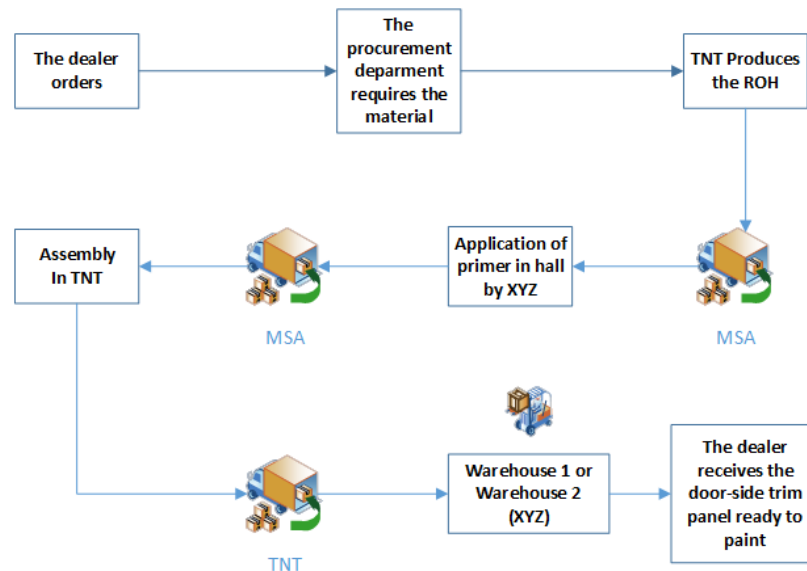 The dealer
orders
The
procurement
deparment
requires the
material
TNT Produces
the ROH
Assembly
In TNT
MSA
Application of
primer in hall
by XYZ
MSA
TNT
Warehouse 1 or
Warehouse 2
(XYZ)
The dealer
receives the
door-side trim
panel ready to
paint